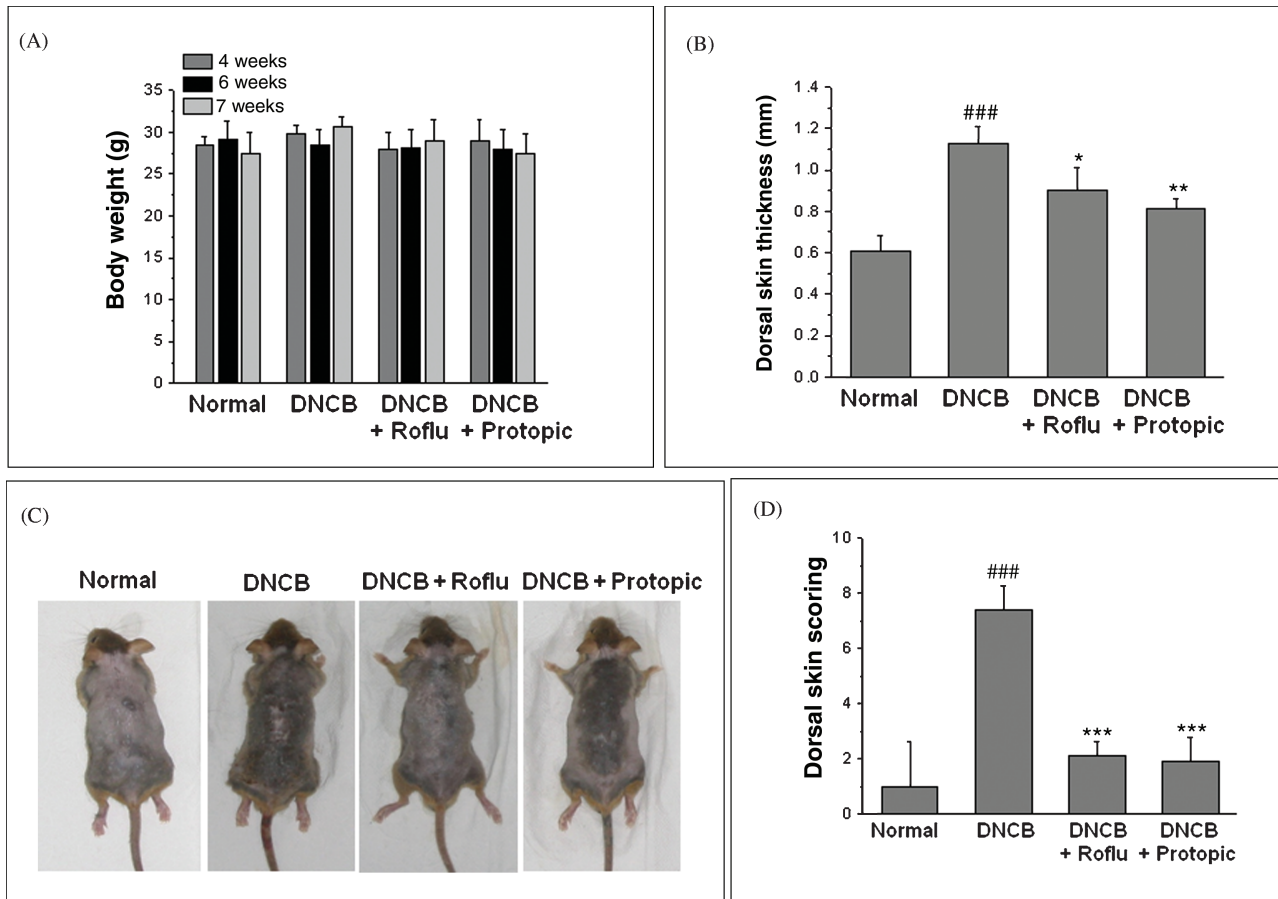 (A)
4 weeks
6 weeks
7 weeks
35
30
25
20
15
10
5
0
Body weight (g)
Normal DNCB DNCB DNCB
+ Roflu + Protopic
(B)
1.4
1.2
1.0
0.8
0.6
0.4
0.2
0.0
Dorsal skin thickness (mm)
###
*
**
Normal DNCB DNCB DNCB
+ Roflu + Protopic
(C)
Normal DNCB DNCB + Roflu DNCB + Protopic
(D)
10
8
6
4
2
0
Dorsal skin scoring
###
***
***
Normal DNCB DNCB DNCB
+ Roflu + Protopic